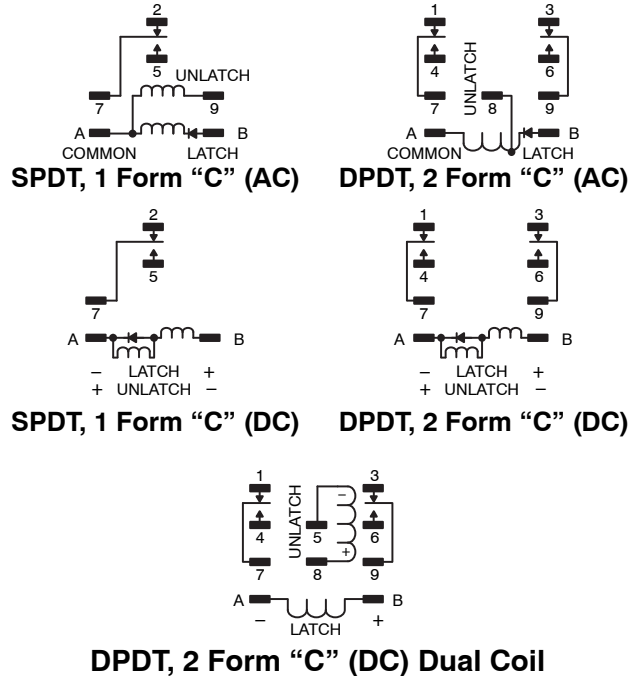 2
5
UNLATCH
7 9
A B
COMMON LATCH
SPDT, 1 Form “C” (AC)
1 3
4 UNLATCH 8 6
7 9
A B
COMMON LATCH
DPDT, 2 Form “C” (AC)
2
5
7
A B
– LATCH +
+ UNLATCH –
SPDT, 1 Form “C” (DC)
1 3
4 6
7 9
A B
– LATCH +
+ UNLATCH –
DPDT, 2 Form “C” (DC)
1 – 3
4 UNLATCH 5 6
7 8 + 9
A B
– LATCH +
DPDT, 2 Form “C” (DC) Dual Coil